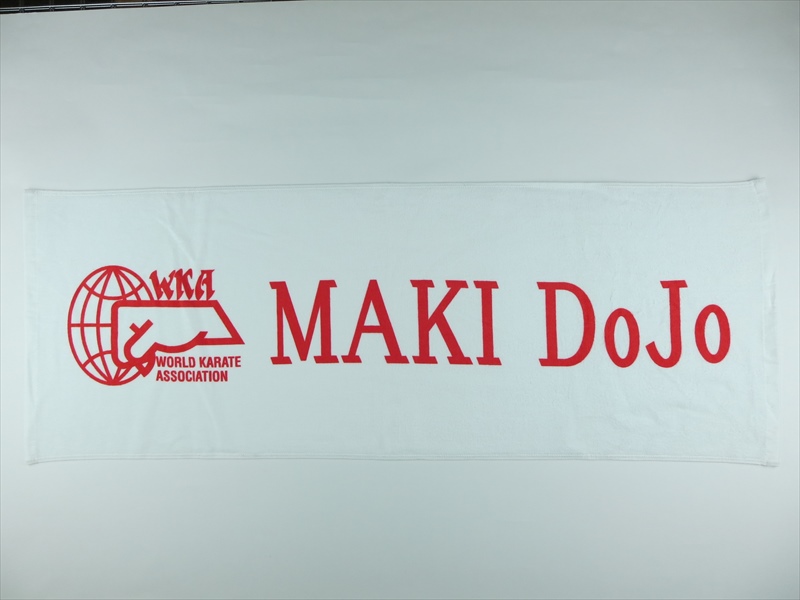 WKA
WORLD KARATE
ASSOCIATION
MAKI DoJo